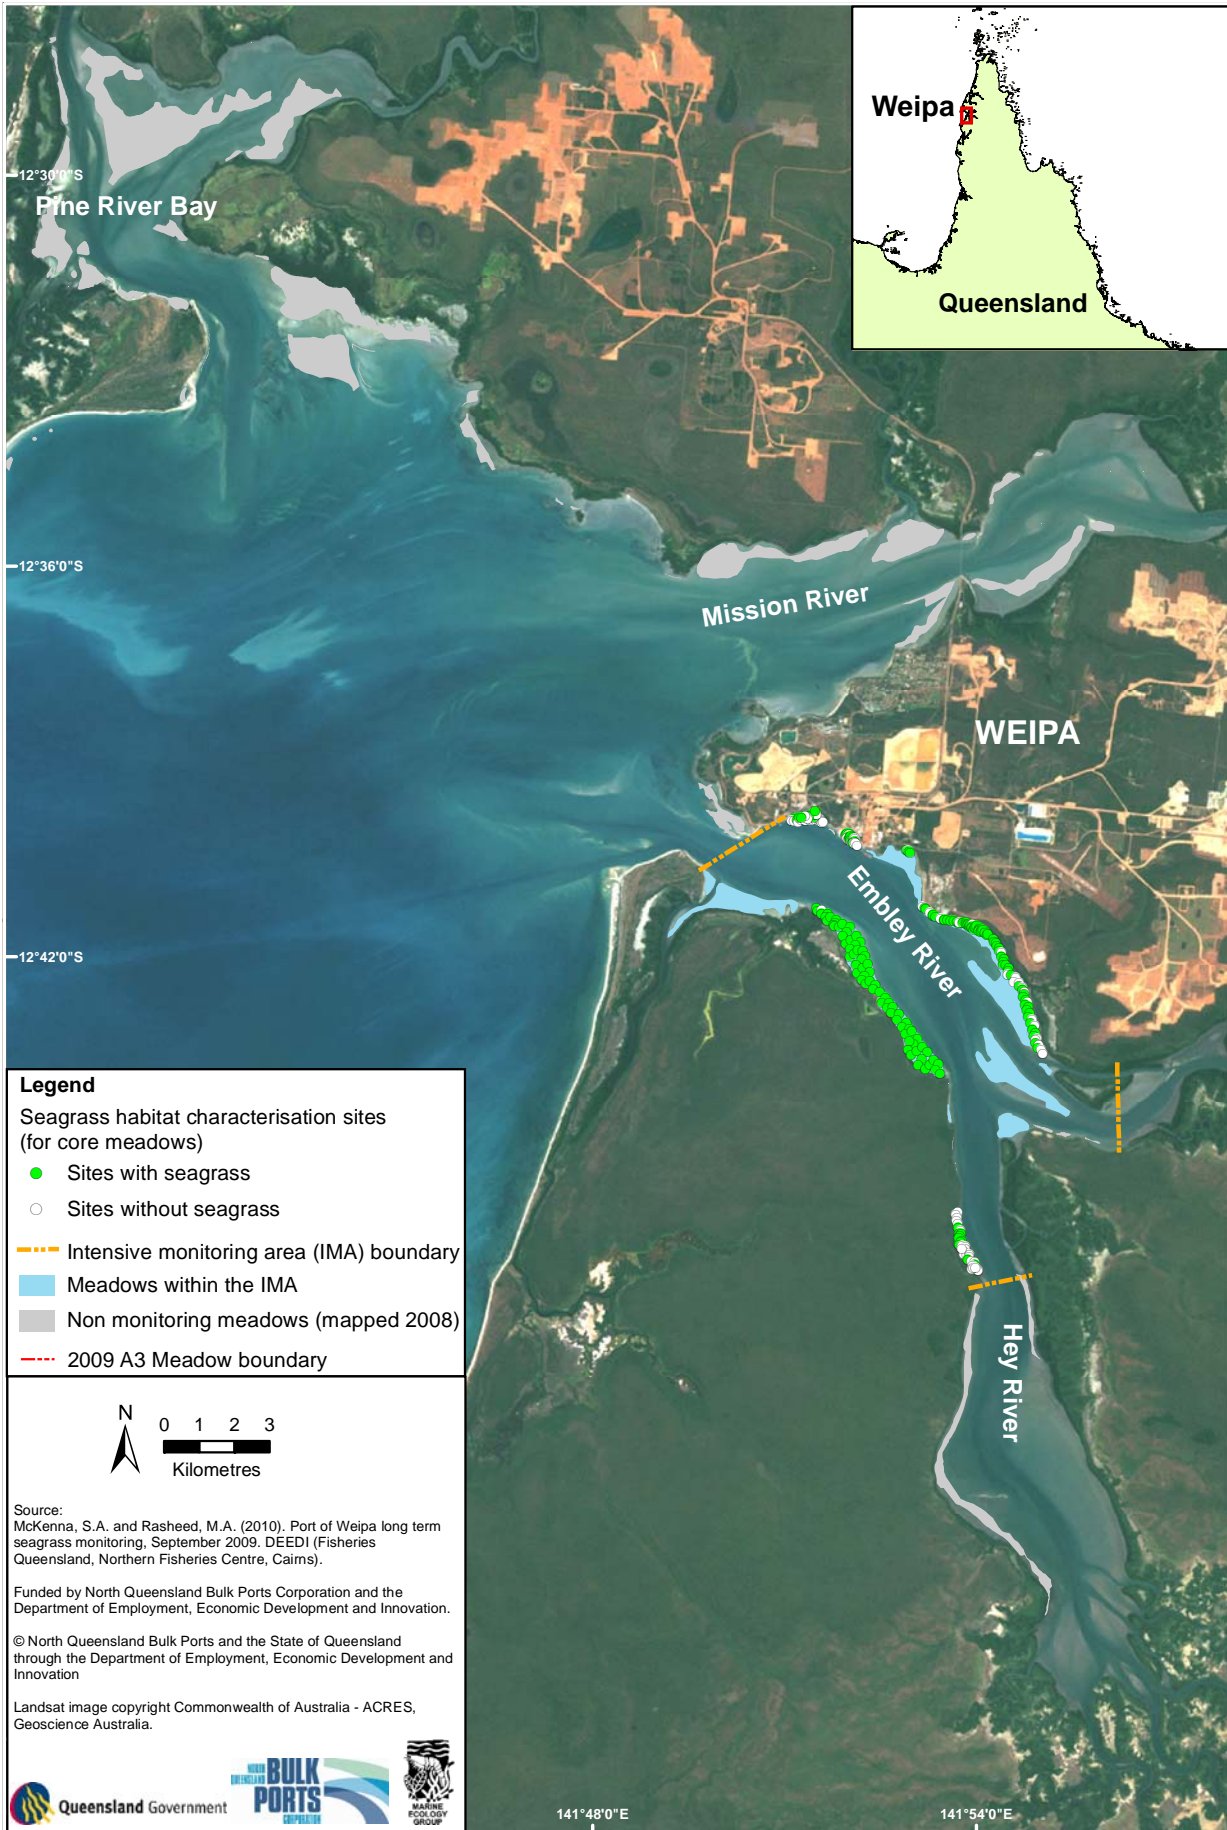 Weipa
Queensland
12°30'0"S
Pine River Bay
12°36'0"S
Mission River
WEIPA
Embley River
12°42'0"S
Hey River
Legend
Seagrass habitat characterisation sites
(for core meadows)
Sites with seagrass
Sites without seagrass
Intensive monitoring area (IMA) boundary
Meadows within the IMA
Non monitoring meadows (mapped 2008)
2009 A3 Meadow boundary
N
0 1 2 3
Kilometres
Source:
McKenna, S.A. and Rasheed, M.A. (2010). Port of Weipa long term
seagrass monitoring, September 2009. DEEDI (Fisheries
Queensland, Northern Fisheries Centre, Cairns).
Funded by North Queensland Bulk Ports Corporation and the
Department of Employment, Economic Development and Innovation.
© North Queensland Bulk Ports and the State of Queensland
through the Department of Employment, Economic Development and
Innovation
Landsat image copyright Commonwealth of Australia - ACRES,
Geoscience Australia.
Queensland Government
NORTH
QUEENSLAND
BULK
PORTS
CORPORATION
MARINE
ECOLOGY
GROUP
141°48'0"E
141°54'0"E